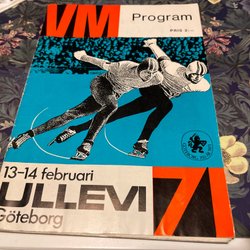 VM Program
PRIS 3:-
13-14 februari
ULLEVI 71
Göteborg